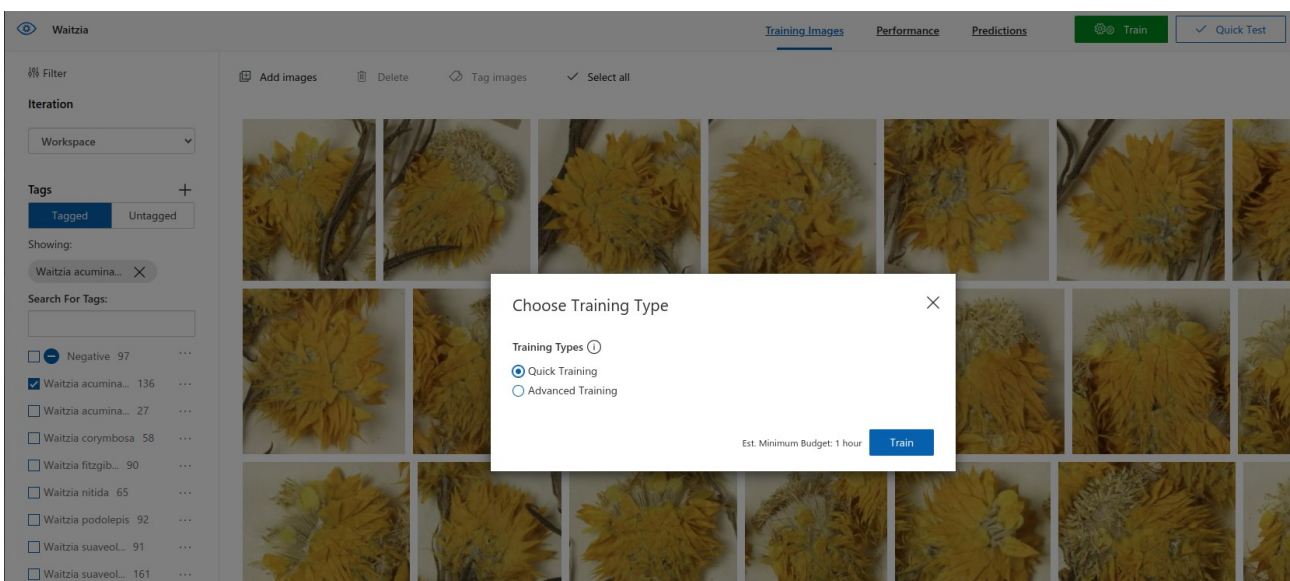 Waitzia
Training Images Performance Predictions Train Quick Test
Filter
Add images Delete Tag images Select all
Iteration
Workspace
Tags
Tagged Untagged
Showing:
Waitzia acumina...
Search For Tags:
Negative 97 ...
Waitzia acumina... 136 ...
Waitzia acumina... 27 ...
Waitzia corymbosa 58 ...
Waitzia fitzgib... 90 ...
Waitzia nitida 65 ...
Waitzia podolepis 92 ...
Waitzia suaveol... 91 ...
Waitzia suaveol... 161 ...
Choose Training Type
Training Types
Quick Training
Advanced Training
Est. Minimum Budget: 1 hour Train